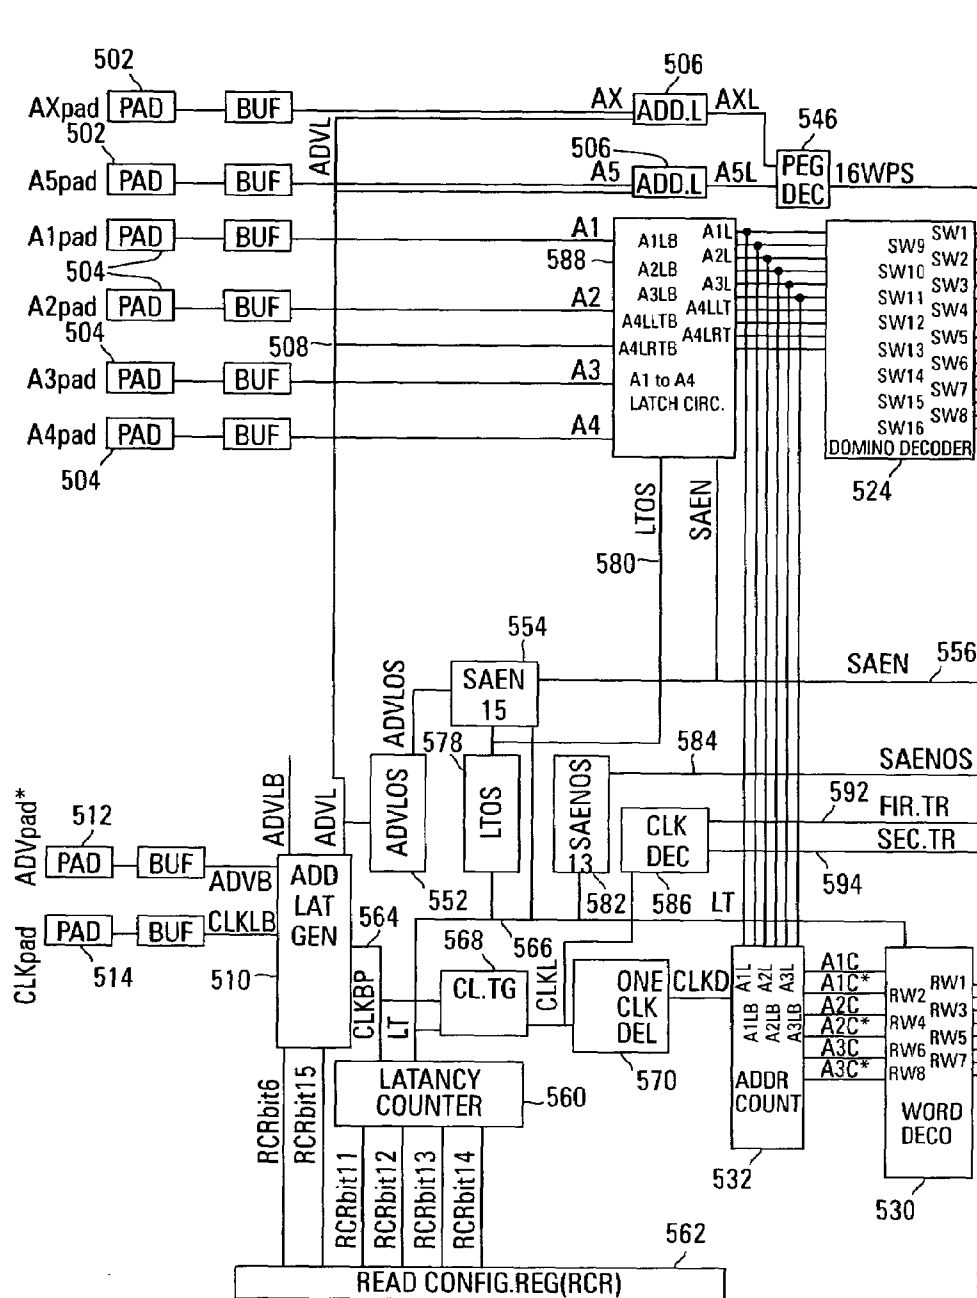 502
506
AXpad PAD BUF AX ADD.L AXL
502
ADVL
506
546
A5pad PAD BUF A5 ADD.L A5L PEG DEC 16WPS
A1pad PAD BUF A1
504
588
A1LB
A2LB
A3LB
A4LLTB
A4LRTB
A1L
A2L
A3L
A4LLT
A4LRT
A1 to A4
LATCH CIRC.
SW1
SW9
SW2
SW10
SW3
SW11
SW4
SW12
SW5
SW13
SW6
SW14
SW7
SW15
SW8
SW16
DOMINO DECODER
524
A2pad PAD BUF A2
504
508
A3pad PAD BUF A3
A4pad PAD BUF A4
504
LTOS
SAEN
580
554
SAEN
15
SAEN
556
ADVLOS
578
ADVLOS
552
LTOS
SAENOS
13
582
584
SAENOS
592
FIR.TR
CLK
DEC
SEC.TR
594
586
LT
ADVLB
ADVL
ADVpad*
512
PAD BUF
ADVB
CLKpad
PAD BUF
CLKLB
514
ADD
LAT
GEN
510
564
CLKBP
LT
568
CL.TG
566
CLKL
ONE
CLK
DEL
570
CLKD
A1L
A2L
A3L
A1LB
A2LB
A3LB
ADDR
COUNT
532
A1C
A1C*
A2C
A2C*
A3C
A3C*
RW1
RW2
RW3
RW4
RW5
RW6
RW7
RW8
WORD
DECO
530
LATANCY
COUNTER
560
RCRbit6
RCRbit15
RCRbit11
RCRbit12
RCRbit13
RCRbit14
562
READ CONFIG.REG(RCR)